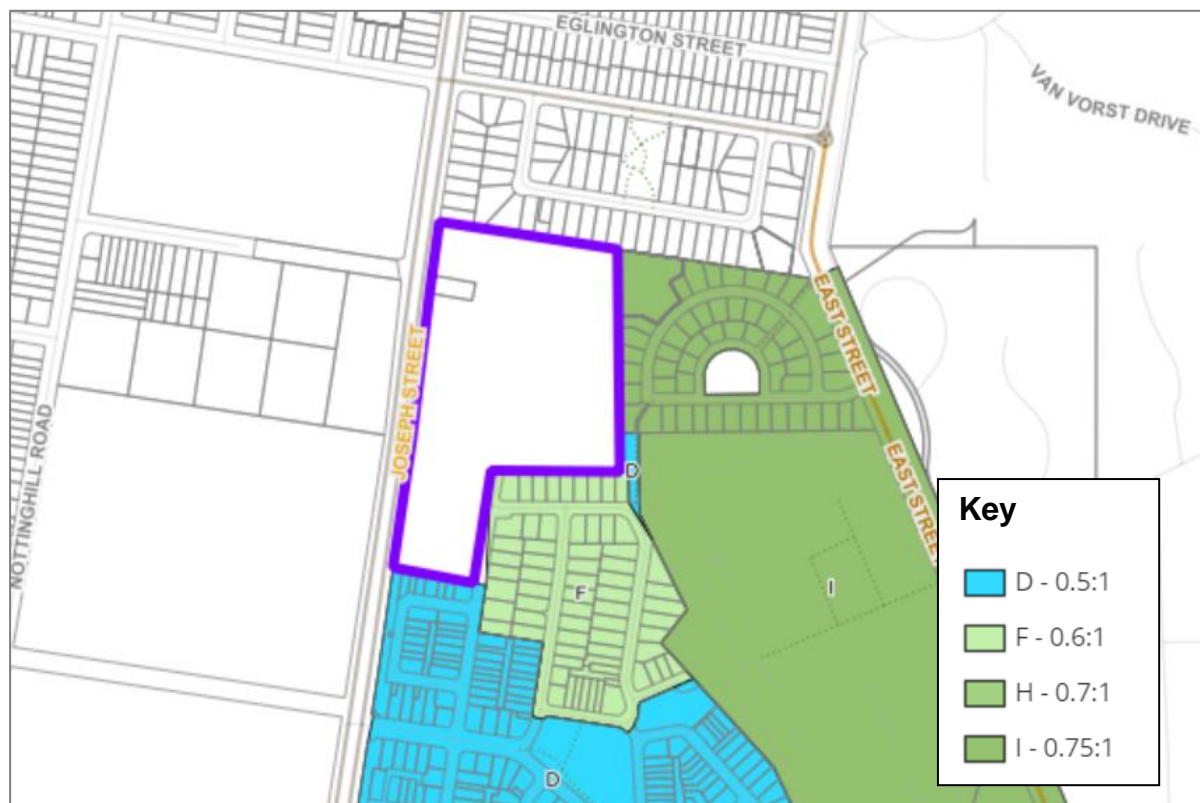 EGLINGTON STREET
VAN VORST DRIVE
EAST STREET
JOSEPH STREET
EAST STREET
D
NOTTINGHILL ROAD
F
I
D
Key
D - 0.5:1
F - 0.6:1
H - 0.7:1
I - 0.75:1